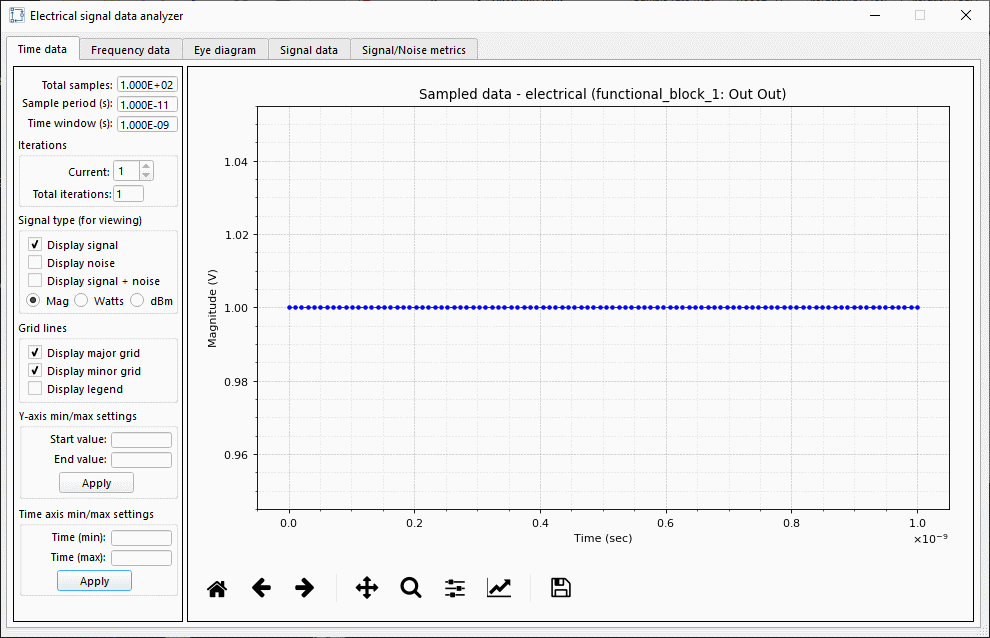 Electrical signal data analyzer
Time data Frequency data Eye diagram Signal data Signal/Noise metrics
Total samples: 1.000E+02
Sample period (s): 1.000E-11
Time window (s): 1.000E-09
Iterations
Current: 1
Total iterations: 1
Signal type (for viewing)
Display signal
Display noise
Display signal + noise
Mag Watts dBm
Grid lines
Display major grid
Display minor grid
Display legend
Y-axis min/max settings
Start value:
End value:
Apply
Time axis min/max settings
Time (min):
Time (max):
Apply
Sampled data - electrical (functional_block_1: Out Out)
Magnitude (V)
1.04
1.02
1.00
0.98
0.96
0.0 0.2 0.4 0.6 0.8 1.0
Time (sec)
×10⁻⁹